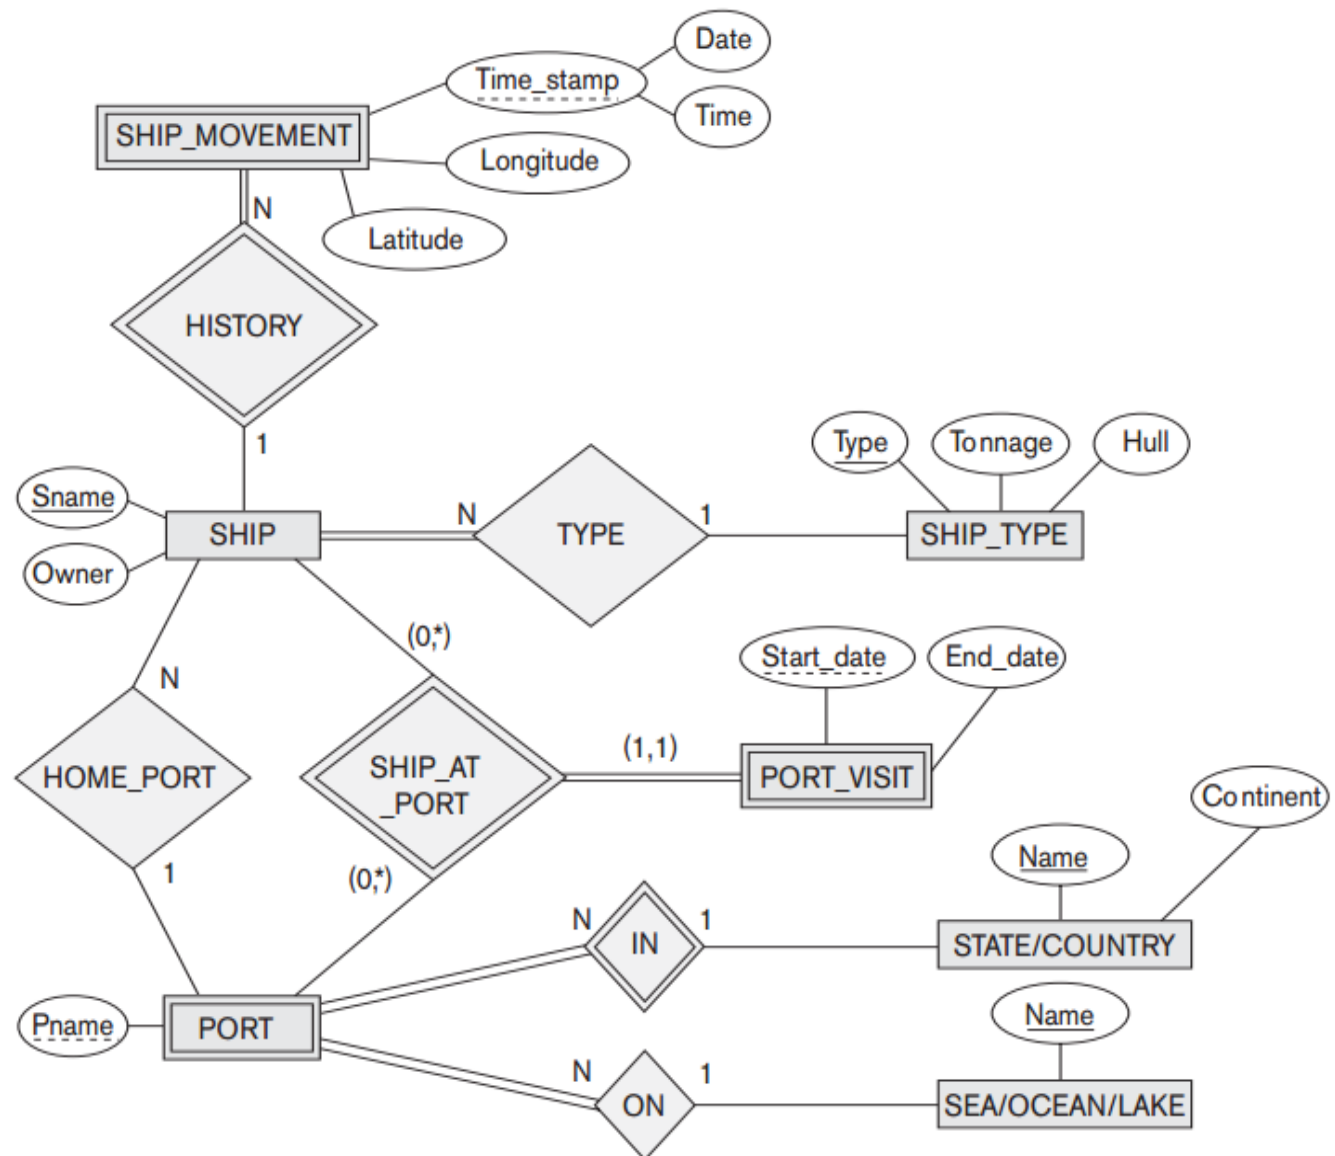 Date
Time_stamp
Time
SHIP_MOVEMENT
Longitude
Latitude
N
HISTORY
1
Type
Tonnage
Hull
Sname
SHIP
N
TYPE
1
SHIP_TYPE
Owner
(0,*)
Start_date
End_date
N
HOME_PORT
SHIP_AT
_PORT
(1,1)
PORT_VISIT
Continent
1
(0,*)
Name
N
IN
1
STATE/COUNTRY
Pname
PORT
Name
N
ON
1
SEA/OCEAN/LAKE